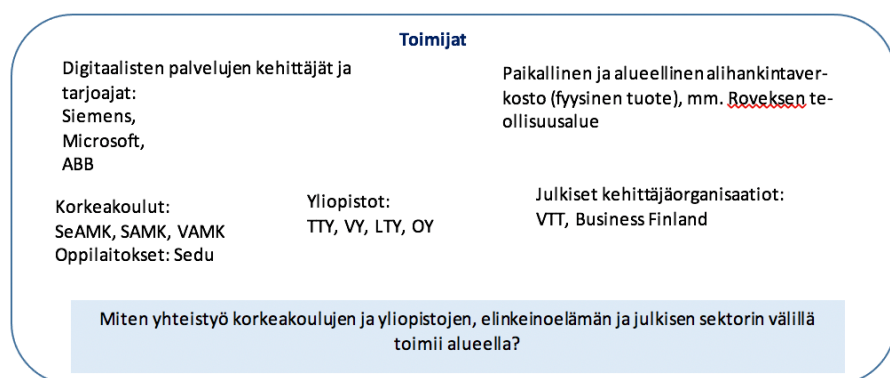 Toimijat
Digitaalisten palvelujen kehittäjät ja
tarjoajat:
Siemens,
Microsoft,
ABB
Paikallinen ja alueellinen alihankintaver-
kosto (fyysinen tuote), mm. Roveksen te-
ollisuusalue
Korkeakoulut:
SeAMK, SAMK, VAMK
Oppilaitokset: Sedu
Yliopistot:
TTY, VY, LTY, OY
Julkiset kehittäjäorganisaatiot:
VTT, Business Finland
Miten yhteistyö korkeakoulujen ja yliopistojen, elinkeinoelämän ja julkisen sektorin välillä
toimii alueella?